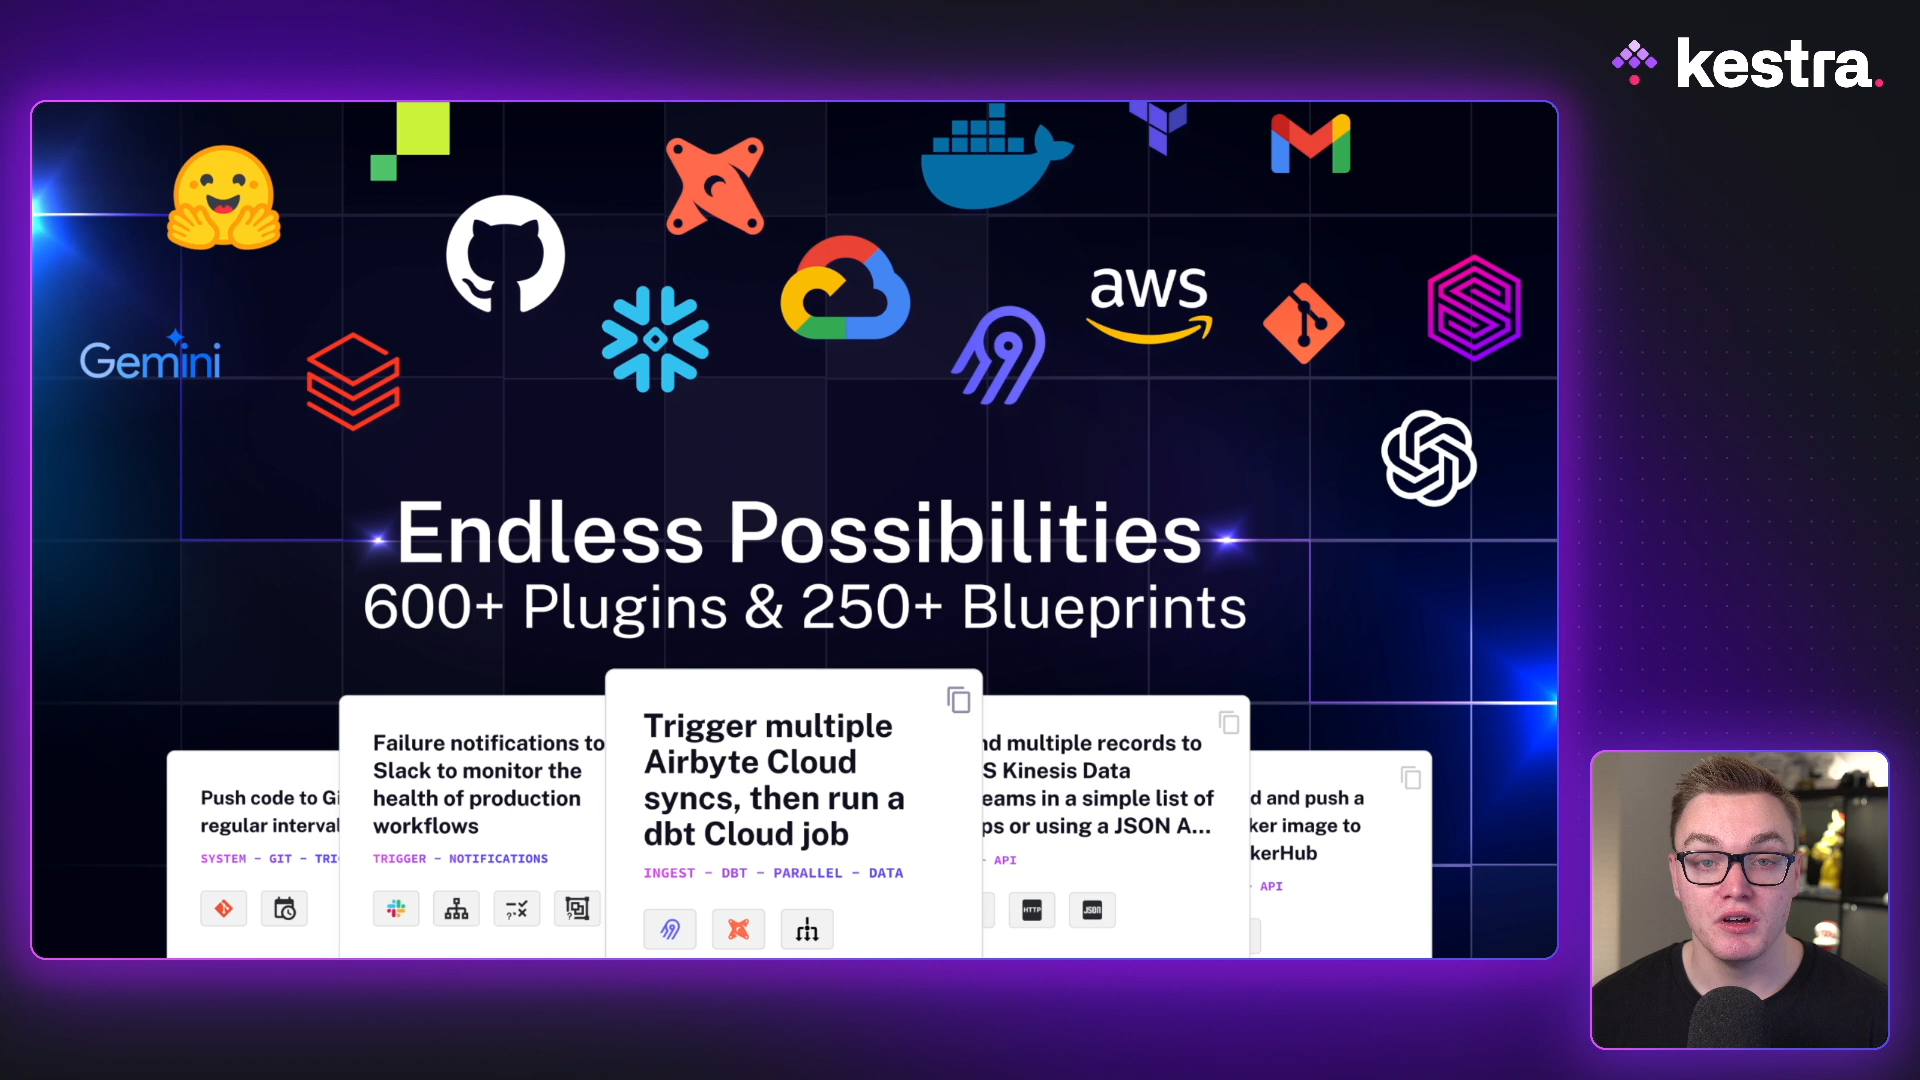 kestra.
aws
Gemini
Endless Possibilities
600+ Plugins & 250+ Blueprints
Push code to Gi
regular interval
SYSTEM - GIT - TRI
Failure notifications to
Slack to monitor the
health of production
workflows
TRIGGER - NOTIFICATIONS
Trigger multiple
Airbyte Cloud
syncs, then run a
dbt Cloud job
INGEST - DBT - PARALLEL - DATA
nd multiple records to
S Kinesis Data
eams in a simple list of
ps or using a JSON A...
- API
HTTP
JSON
d and push a
ker image to
kerHub
- API